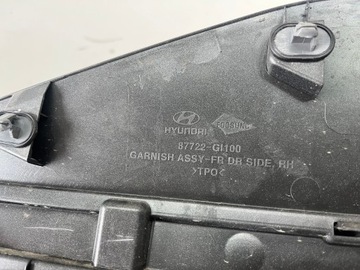 HYUNDAI
87722-GI100
GARNISH ASSY-FR DR SIDE, RH
>TPO<